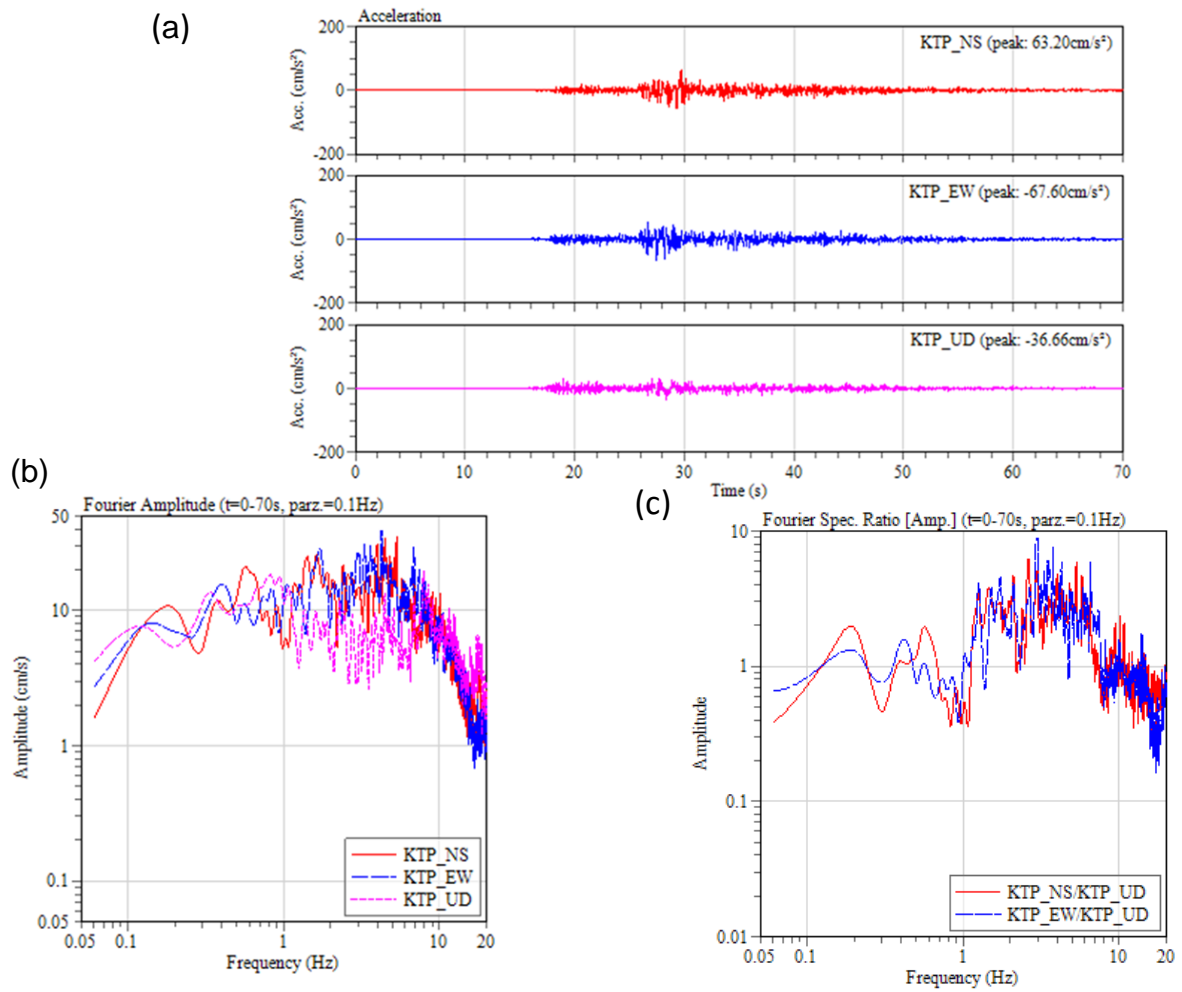 (a)
Acceleration
200
0
-200
Acc. (cm/s²)
KTP_NS (peak: 63.20cm/s²)
200
0
-200
Acc. (cm/s²)
KTP_EW (peak: -67.60cm/s²)
200
0
-200
Acc. (cm/s²)
KTP_UD (peak: -36.66cm/s²)
0 10 20 30 40 50 60 70
Time (s)
(b)
Fourier Amplitude (t=0-70s, parz.=0.1Hz)
50
10
1
0.1
0.05
Amplitude (cm/s)
KTP_NS
KTP_EW
KTP_UD
0.05 0.1 1 10 20
Frequency (Hz)
(c)
Fourier Spec. Ratio [Amp.] (t=0-70s, parz.=0.1Hz)
10
1
0.1
0.01
Amplitude
KTP_NS/KTP_UD
KTP_EW/KTP_UD
0.05 0.1 1 10 20
Frequency (Hz)